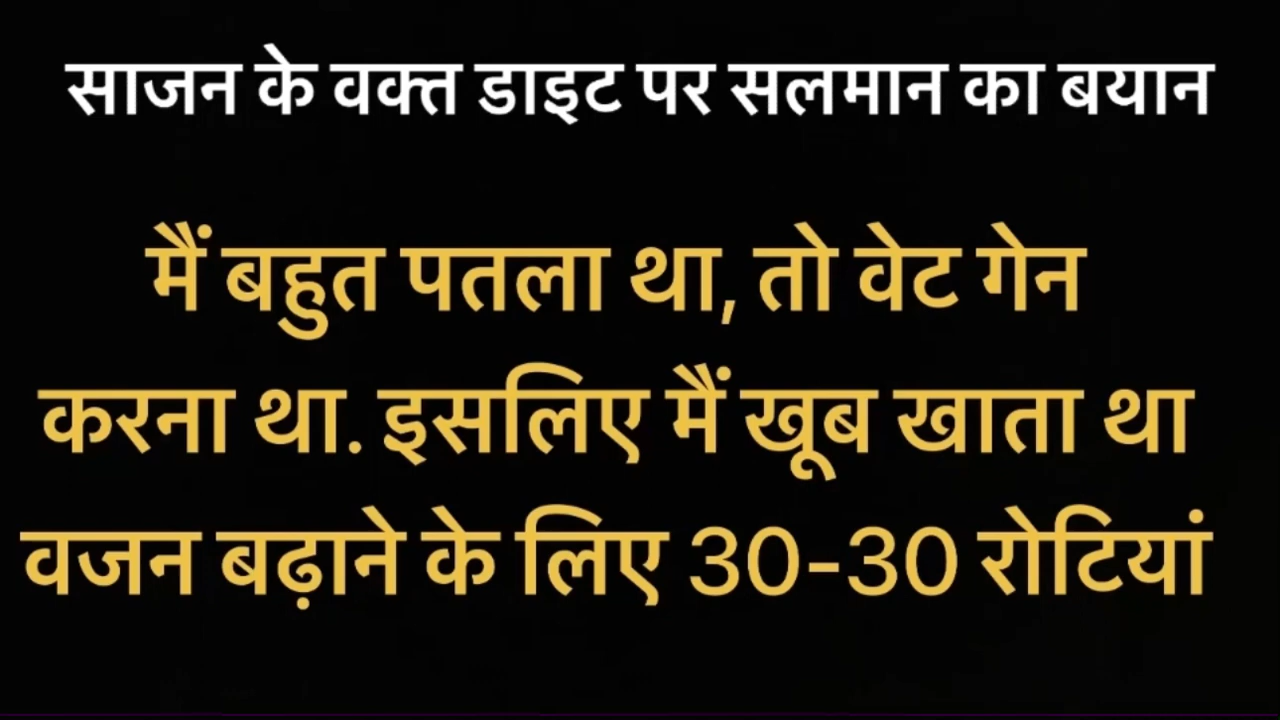 साजन के वक्त डाइट पर सलमान का बयान
मैं बहुत पतला था, तो वेट गेन
करना था. इसलिए मैं खूब खाता था
वजन बढ़ाने के लिए 30-30 रोटियां